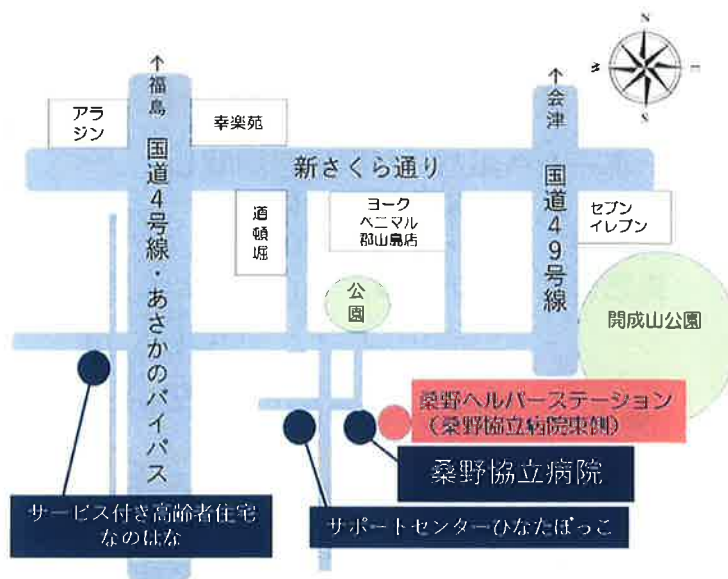 N
S
↑福島
国道4号線・あさかのバイパス
↑会津
国道49号線
アラ
ジン
幸楽苑
新さくら通り
道頓堀
ヨーク
ベニマル
郡山島店
セブン
イレブン
公園
開成山公園
桑野ヘルパーステーション
(桑野協立病院東側)
桑野協立病院
サービス付き高齢者住宅
なのはな
サポートセンターひなたぼっこ